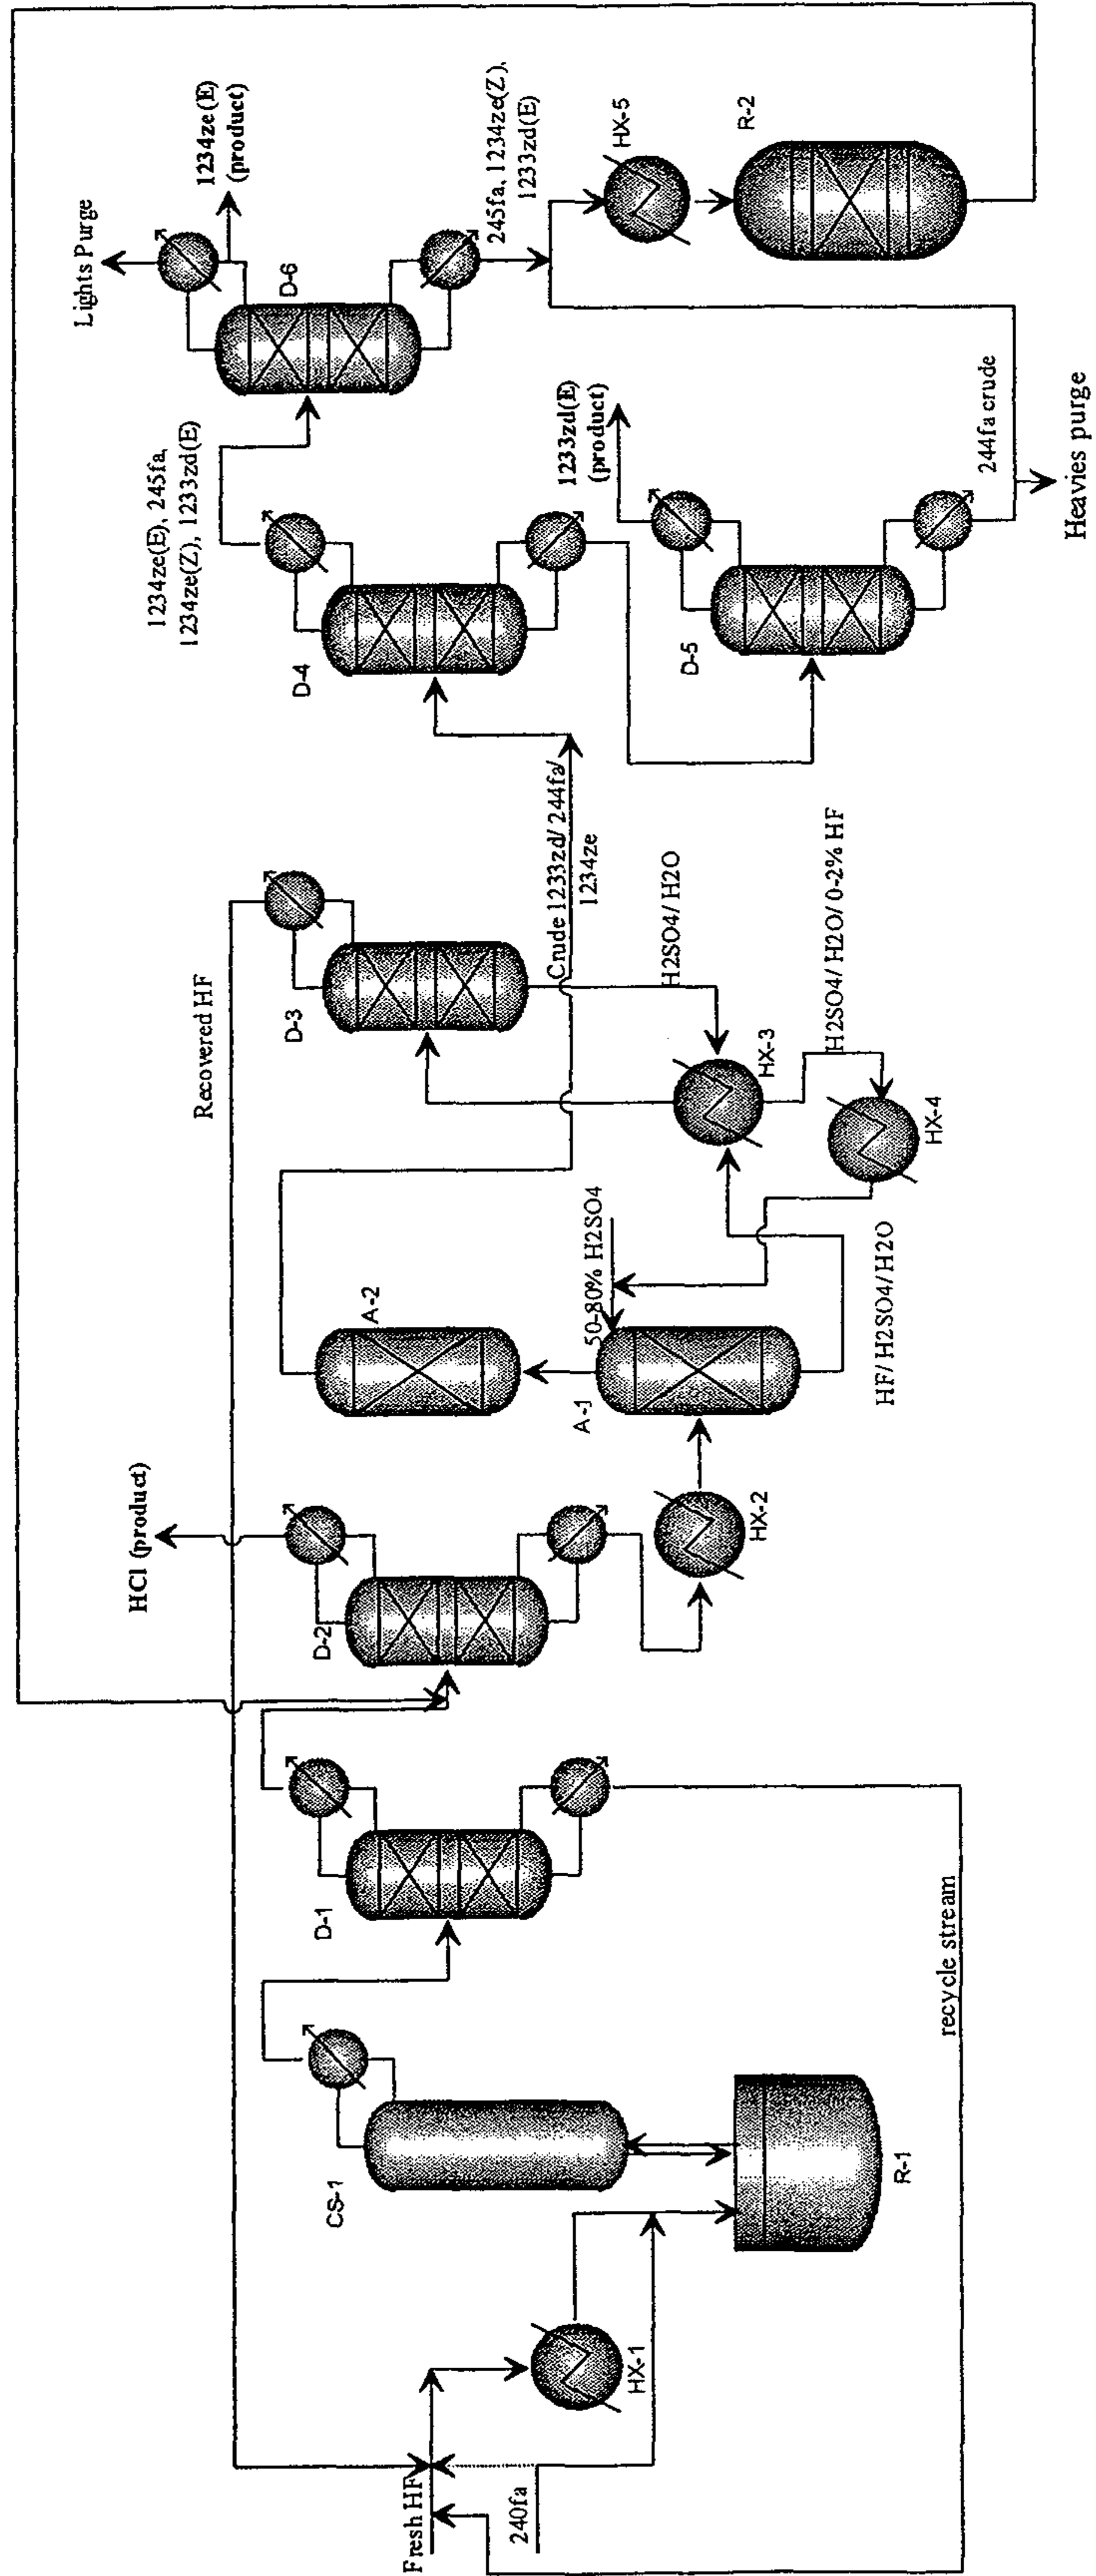 Fresh HF
240fa
HX-1
R-1
CS-1
D-1
recycle stream
D-2
HCl (product)
HX-2
A-1
A-2
50-80% H2SO4
HF/ H2SO4/ H2O
Recovered HF
D-3
HX-3
HX-4
H2SO4/ H2O
H2SO4/ H2O/ 0-2% HF
Crude 1233zd/ 244fa/
1234ze
D-4
1234ze(E), 245fa,
1234ze(Z), 1233zd(E)
D-5
1233zd(E)
(product)
244fa crude
Heavies purge
D-6
Lights Purge
1234ze(E)
(product)
245fa, 1234ze(Z),
1233zd(E)
HX-5
R-2